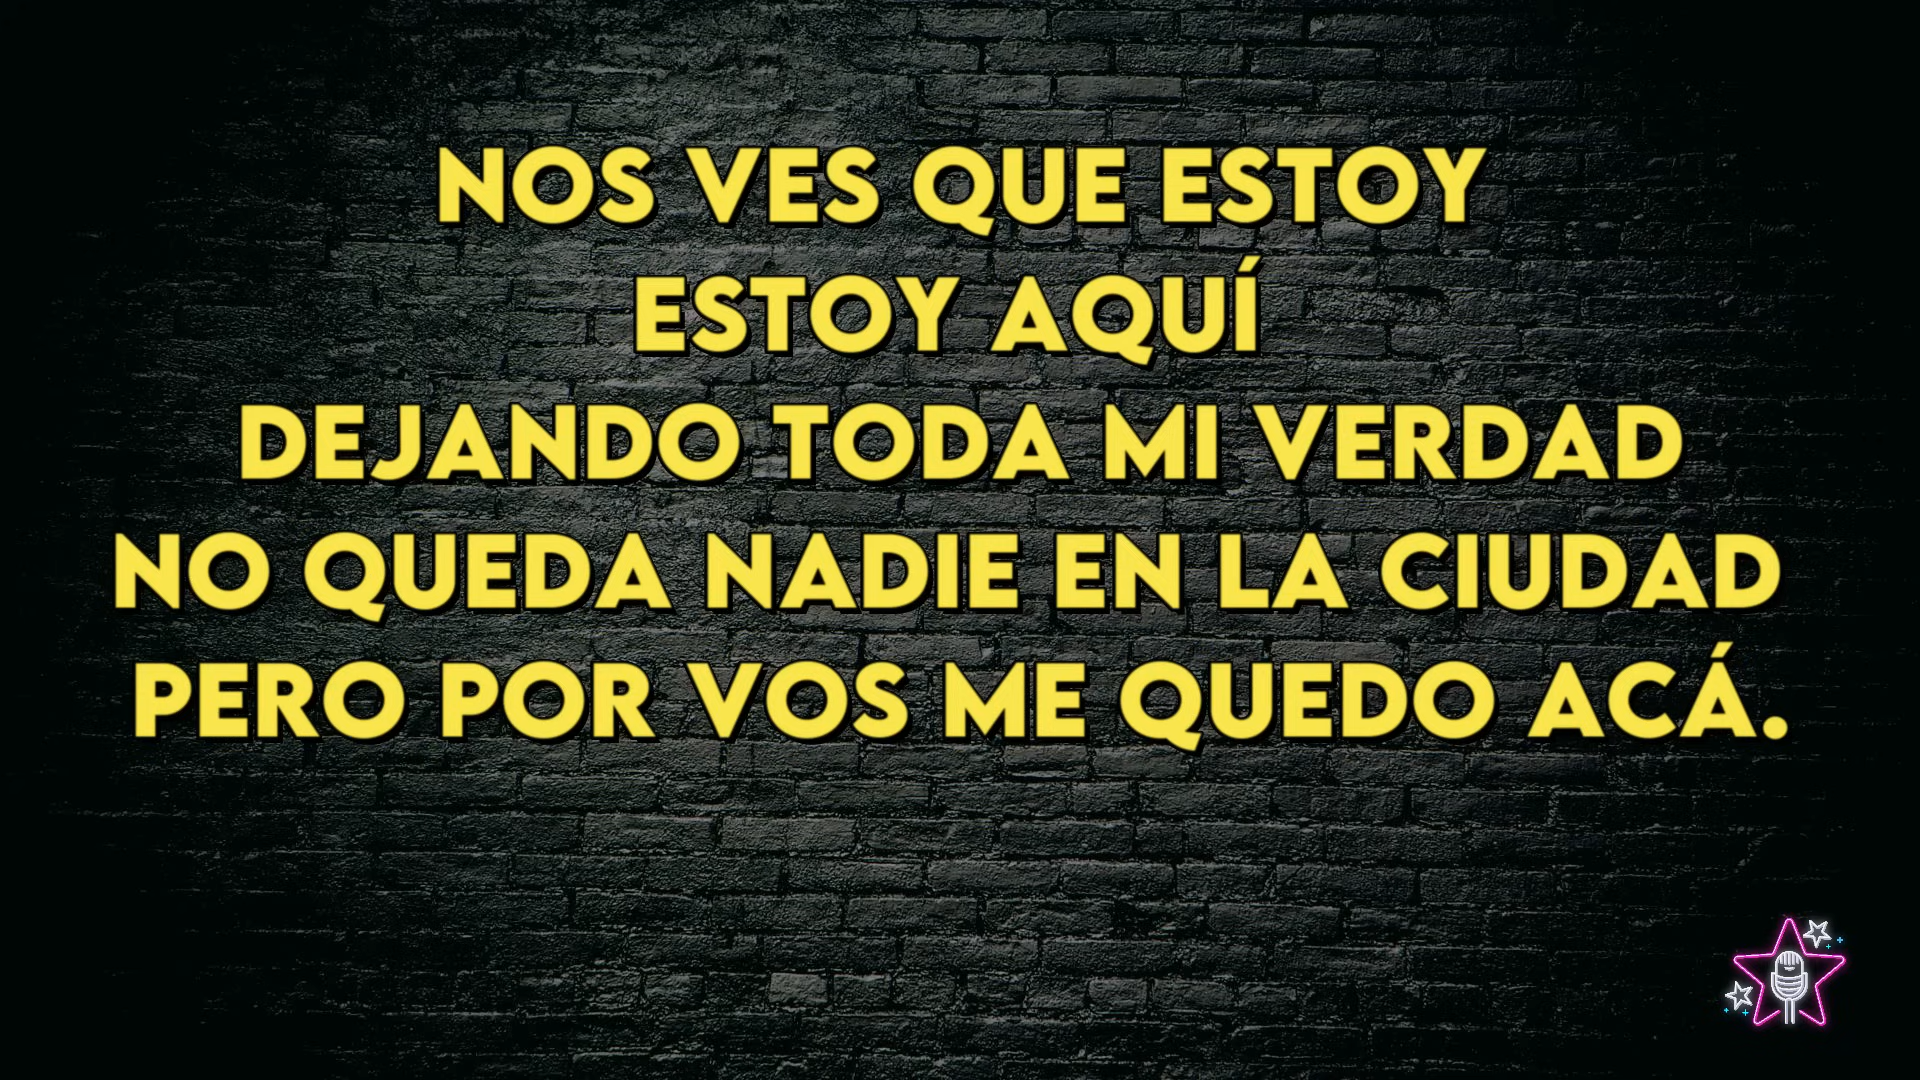 NOS VES QUE ESTOY
ESTOY AQUÍ
DEJANDO TODA MI VERDAD
NO QUEDA NADIE EN LA CIUDAD
PERO POR VOS ME QUEDO ACÁ.